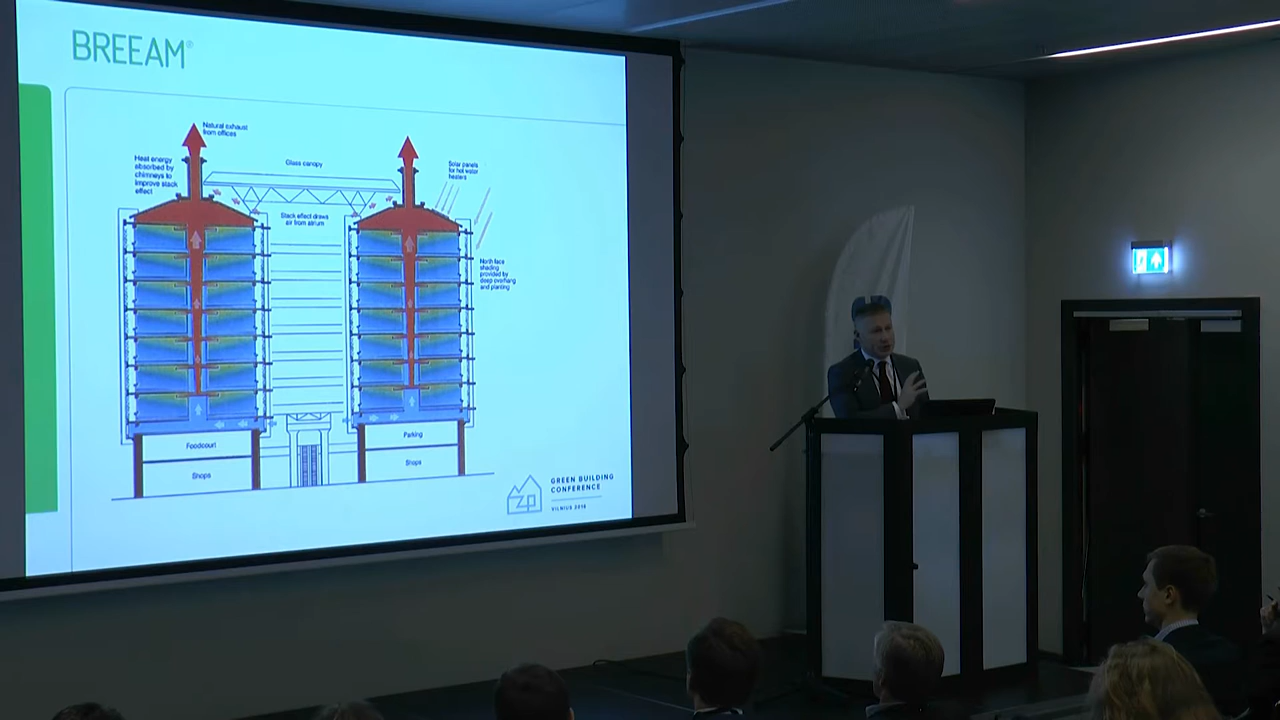 BREEAM®
Natural exhaust
from offices
Heat energy
absorbed by
chimneys to
improve stack
effect
Glass canopy
Solar panels
for hot water
heaters
Stack effect draws
air from atrium
North face
shading
provided by
deep overhang
and planting
Foodcourt
Parking
Shops
Shops
GREEN BUILDING
CONFERENCE
VILNIUS 2016